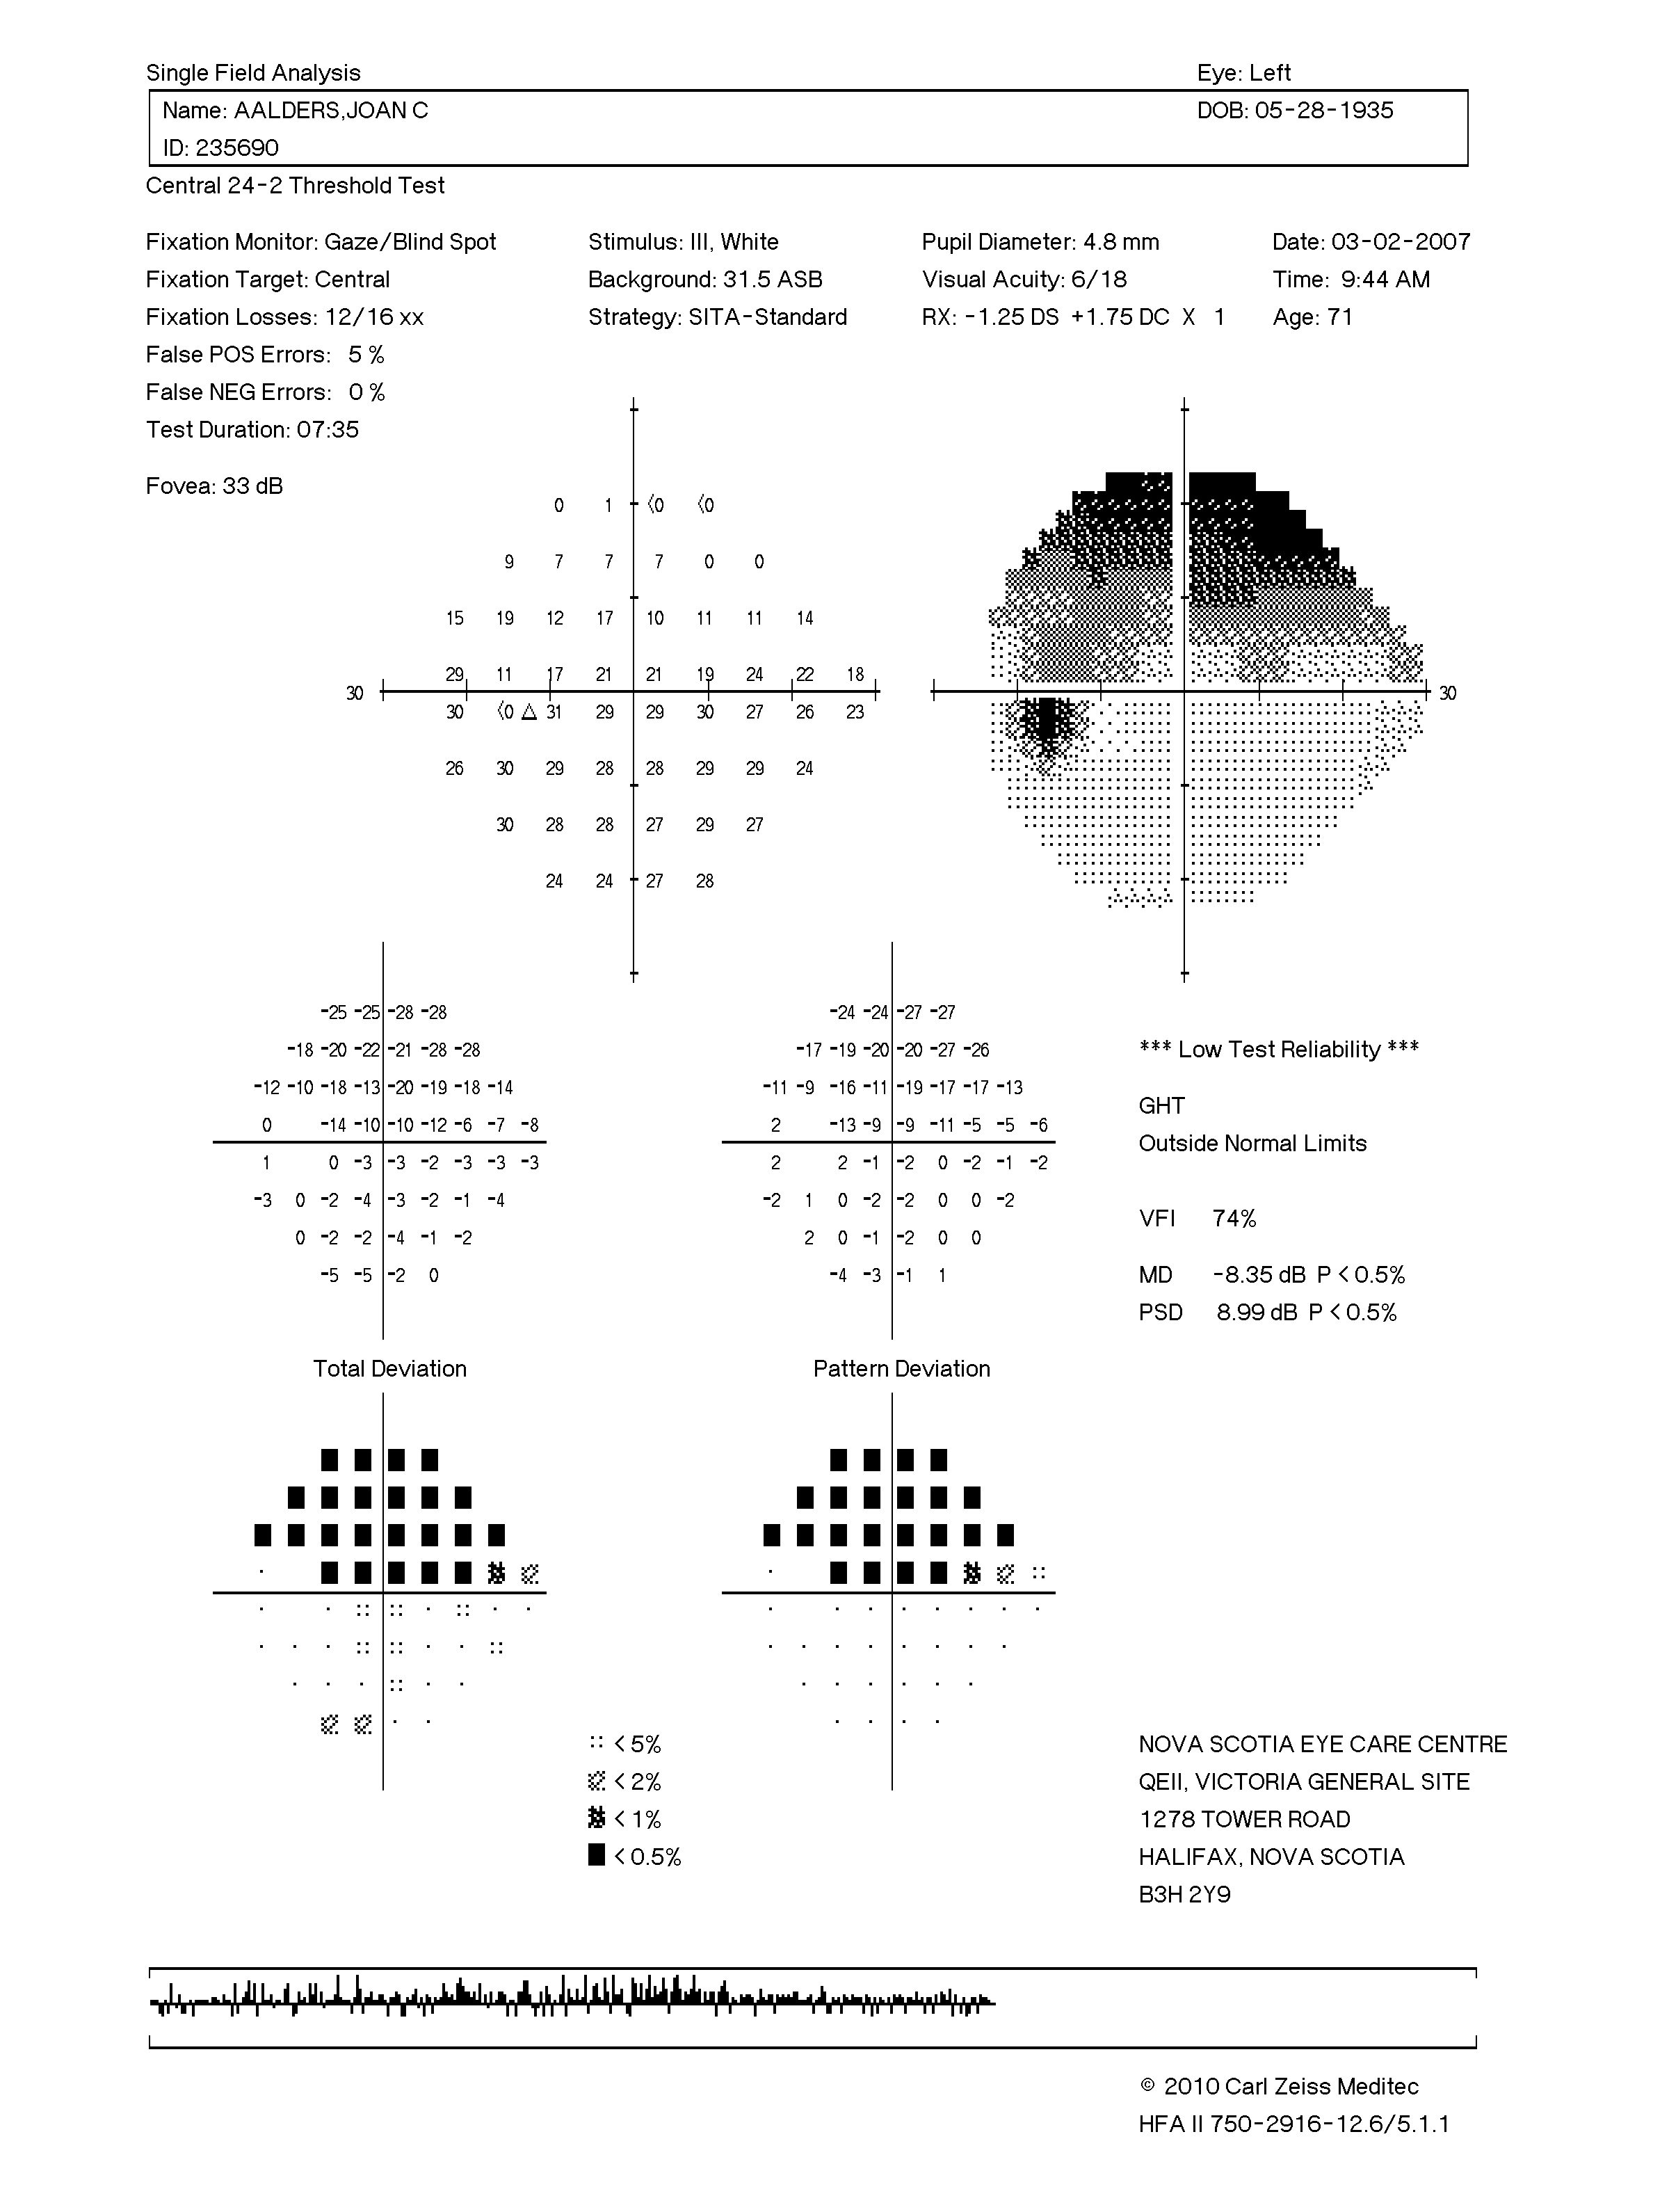 Single Field Analysis Eye: Left
Name: AALDERS,JOAN C DOB: 05-28-1935
ID: 235690
Central 24-2 Threshold Test
Fixation Monitor: Gaze/Blind Spot Stimulus: III, White Pupil Diameter: 4.8 mm Date: 03-02-2007
Fixation Target: Central Background: 31.5 ASB Visual Acuity: 6/18 Time: 9:44 AM
Fixation Losses: 12/16 xx Strategy: SITA-Standard RX: -1.25 DS +1.75 DC X 1 Age: 71
False POS Errors: 5 %
False NEG Errors: 0 %
Test Duration: 07:35
Fovea: 33 dB
0 1 <0 <0
9 7 7 7 0 0
15 19 12 17 10 11 11 14
29 11 17 21 21 19 24 22 18
30 30
30 <0 △ 31 29 29 30 27 26 23
26 30 29 28 28 29 29 24
30 28 28 27 29 27
24 24 27 28
-25 -25 -28 -28 -24 -24 -27 -27
-18 -20 -22 -21 -28 -28 -17 -19 -20 -20 -27 -26 *** Low Test Reliability ***
-12 -10 -18 -13 -20 -19 -18 -14 -11 -9 -16 -11 -19 -17 -17 -13
GHT
0 -14 -10 -10 -12 -6 -7 -8 2 -13 -9 -9 -11 -5 -5 -6
Outside Normal Limits
1 0 -3 -3 -2 -3 -3 -3 2 2 -1 -2 0 -2 -1 -2
-3 0 -2 -4 -3 -2 -1 -4 -2 1 0 -2 -2 0 0 -2
VFI 74%
0 -2 -2 -4 -1 -2 2 0 -1 -2 0 0
-5 -5 -2 0 -4 -3 -1 1 MD -8.35 dB P < 0.5%
PSD 8.99 dB P < 0.5%
Total Deviation Pattern Deviation
< 5% NOVA SCOTIA EYE CARE CENTRE
< 2% QEII, VICTORIA GENERAL SITE
< 1% 1278 TOWER ROAD
< 0.5% HALIFAX, NOVA SCOTIA
B3H 2Y9
© 2010 Carl Zeiss Meditec
HFA II 750-2916-12.6/5.1.1